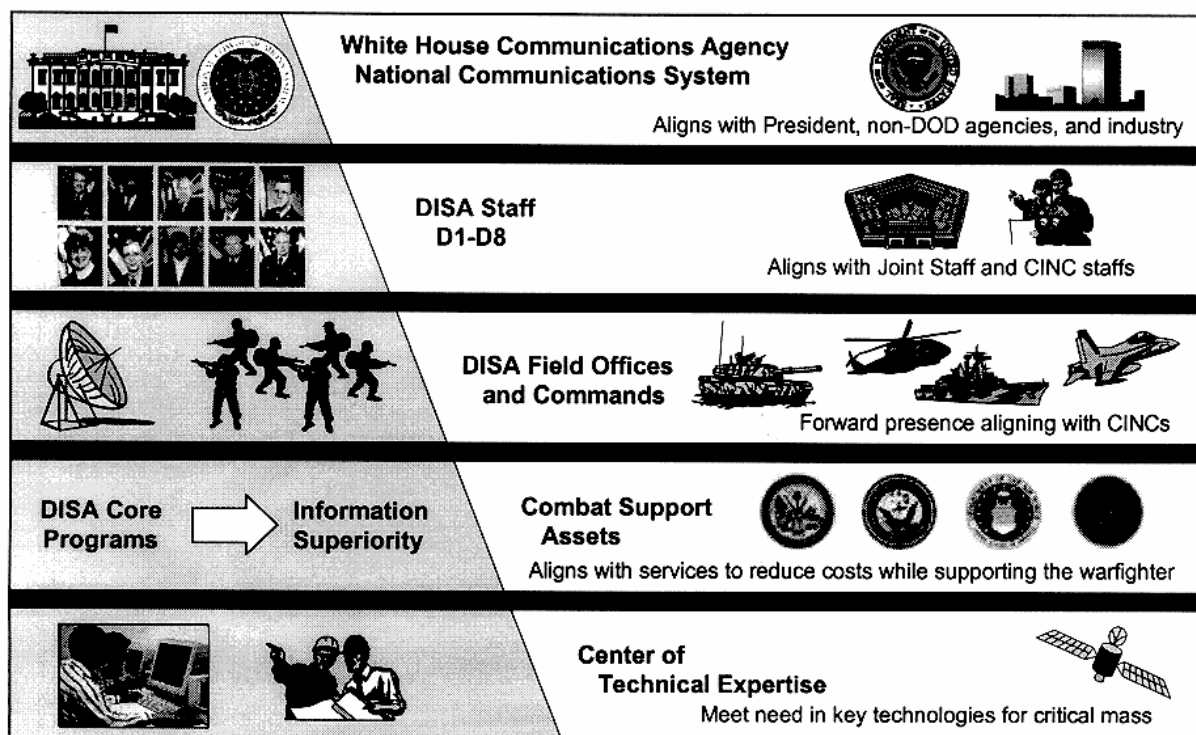 White House Communications Agency
National Communications System
Aligns with President, non-DOD agencies, and industry
DISA Staff
D1-D8
Aligns with Joint Staff and CINC staffs
DISA Field Offices
and Commands
Forward presence aligning with CINCs
DISA Core
Programs
Information
Superiority
Combat Support
Assets
Aligns with services to reduce costs while supporting the warfighter
Center of
Technical Expertise
Meet need in key technologies for critical mass